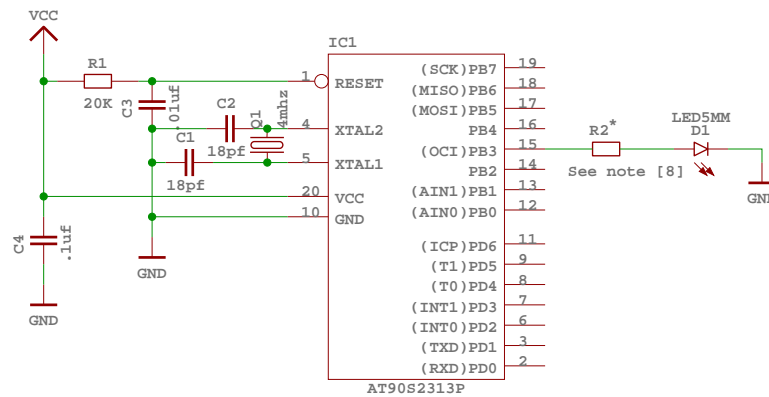 VCC
IC1
R1
20K
C3
.01uf
C2
18pf
Q1
4mhz
C1
18pf
C4
.1uf
GND
GND
1 RESET
4 XTAL2
5 XTAL1
20 VCC
10 GND
(SCK)PB7 19
(MISO)PB6 18
(MOSI)PB5 17
PB4 16
(OCI)PB3 15
PB2 14
(AIN1)PB1 13
(AIN0)PB0 12
(ICP)PD6 11
(T1)PD5 9
(T0)PD4 8
(INT1)PD3 7
(INT0)PD2 6
(TXD)PD1 3
(RXD)PD0 2
AT90S2313P
R2*
See note [8]
LED5MM
D1
GND